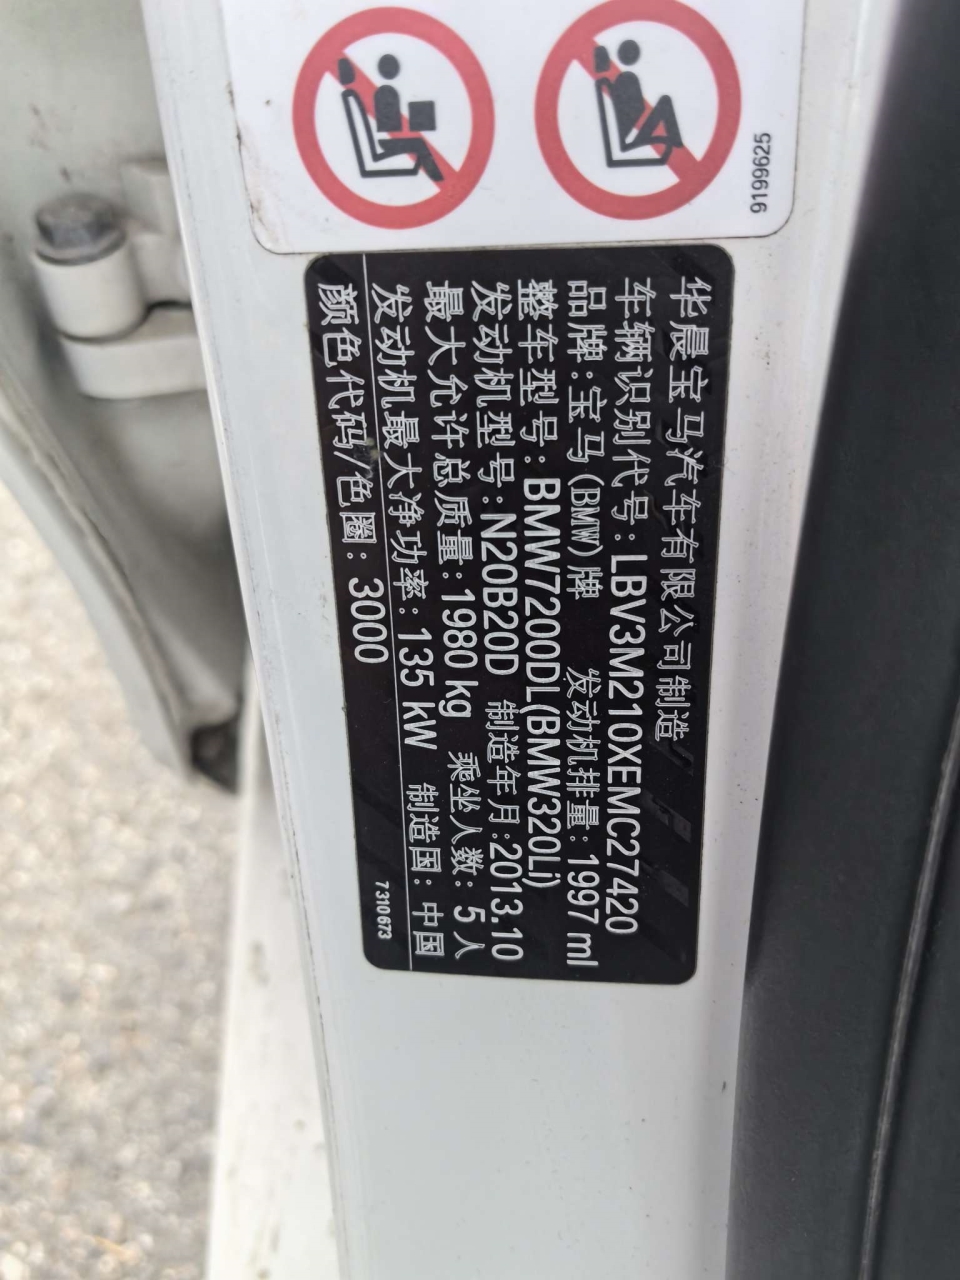 9199625
华晨宝马汽车有限公司制造
车辆识别代号：LBV3M210XEMC27420
品牌：宝马(BMW)牌 发动机排量：1997 ml
整车型号：BMW7200DL(BMW320Li)
发动机型号：N20B20D 制造年月：2013.10
最大允许总质量：1980 kg 乘坐人数：5人
发动机最大净功率：135 kW 制造国：中国
颜色代码/色圈：3000
7310673